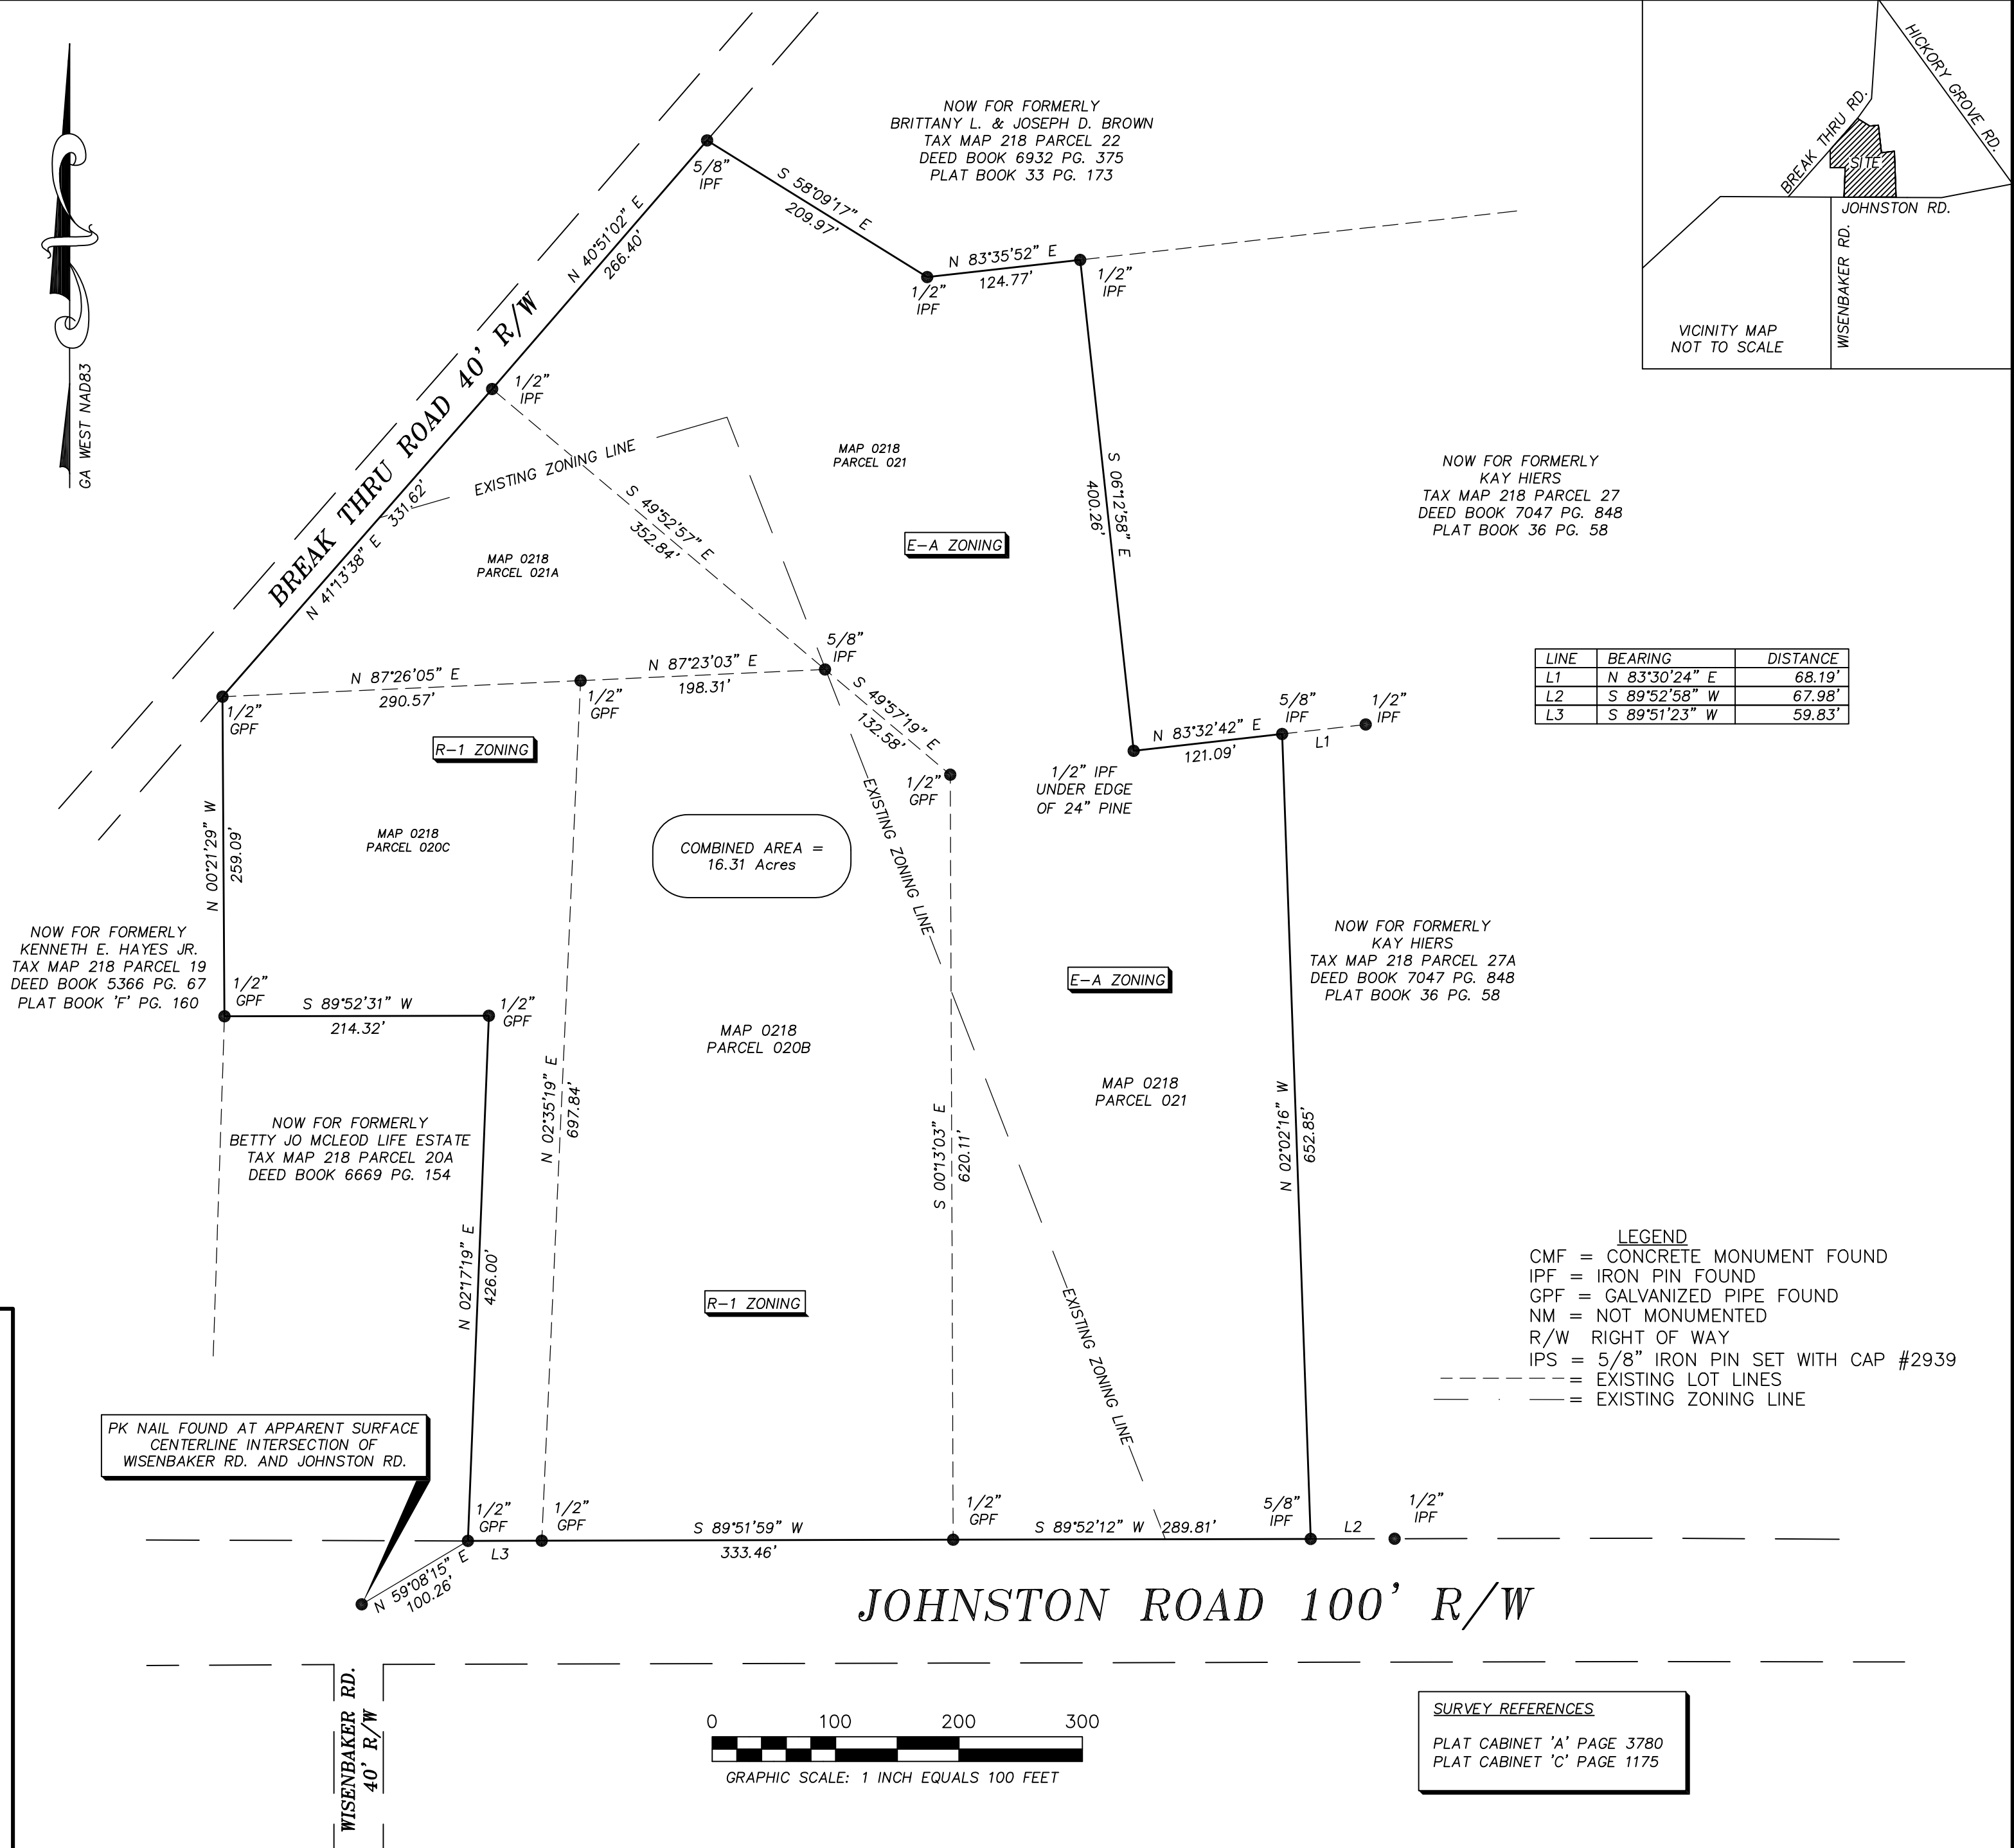 GA WEST NAD83
NOW FOR FORMERLY
BRITTANY L. & JOSEPH D. BROWN
TAX MAP 218 PARCEL 22
DEED BOOK 6932 PG. 375
PLAT BOOK 33 PG. 173
HICKORY GROVE RD.
BREAK THRU RD.
SITE
JOHNSTON RD.
WISENBAKER RD.
VICINITY MAP
NOT TO SCALE
5/8"
IPF
S 58°09'17" E
209.97'
N 40°51'02" E
266.40'
N 83°35'52" E
124.77'
1/2"
IPF
1/2"
IPF
BREAK THRU ROAD 40' R/W
1/2"
IPF
EXISTING ZONING LINE
N 41°13'38" E
331.62'
MAP 0218
PARCEL 021
S 49°52'57" E
352.84'
S 06°12'58" E
400.26'
NOW FOR FORMERLY
KAY HIERS
TAX MAP 218 PARCEL 27
DEED BOOK 7047 PG. 848
PLAT BOOK 36 PG. 58
E-A ZONING
MAP 0218
PARCEL 021A
LINE BEARING DISTANCE
L1 N 83°30'24" E 68.19'
L2 S 89°52'58" W 67.98'
L3 S 89°51'23" W 59.83'
5/8"
IPF
N 87°26'05" E
290.57'
N 87°23'03" E
198.31'
1/2"
GPF
1/2"
GPF
S 49°57'19" E
132.58'
5/8"
IPF
1/2"
IPF
N 83°32'42" E
121.09'
L1
R-1 ZONING
1/2" IPF
UNDER EDGE
OF 24" PINE
1/2"
GPF
EXISTING ZONING LINE
N 00°21'29" W
259.09'
MAP 0218
PARCEL 020C
COMBINED AREA =
16.31 Acres
NOW FOR FORMERLY
KENNETH E. HAYES JR.
TAX MAP 218 PARCEL 19
DEED BOOK 5366 PG. 67
PLAT BOOK 'F' PG. 160
1/2"
GPF
S 89°52'31" W
214.32'
1/2"
GPF
NOW FOR FORMERLY
KAY HIERS
TAX MAP 218 PARCEL 27A
DEED BOOK 7047 PG. 848
PLAT BOOK 36 PG. 58
E-A ZONING
MAP 0218
PARCEL 020B
MAP 0218
PARCEL 021
N 02°35'19" E
697.84'
S 00°13'03" E
620.11'
N 02°02'16" W
652.85'
NOW FOR FORMERLY
BETTY JO MCLEOD LIFE ESTATE
TAX MAP 218 PARCEL 20A
DEED BOOK 6669 PG. 154
N 02°17'19" E
426.00'
R-1 ZONING
EXISTING ZONING LINE
LEGEND
CMF = CONCRETE MONUMENT FOUND
IPF = IRON PIN FOUND
GPF = GALVANIZED PIPE FOUND
NM = NOT MONUMENTED
R/W RIGHT OF WAY
IPS = 5/8" IRON PIN SET WITH CAP #2939
= EXISTING LOT LINES
= EXISTING ZONING LINE
PK NAIL FOUND AT APPARENT SURFACE
CENTERLINE INTERSECTION OF
WISENBAKER RD. AND JOHNSTON RD.
1/2"
GPF
1/2"
GPF
1/2"
GPF
5/8"
IPF
1/2"
IPF
L3
S 89°51'59" W
333.46'
S 89°52'12" W 289.81'
L2
N 59°08'15" E
100.26'
JOHNSTON ROAD 100' R/W
WISENBAKER RD.
40' R/W
0 100 200 300
GRAPHIC SCALE: 1 INCH EQUALS 100 FEET
SURVEY REFERENCES
PLAT CABINET 'A' PAGE 3780
PLAT CABINET 'C' PAGE 1175